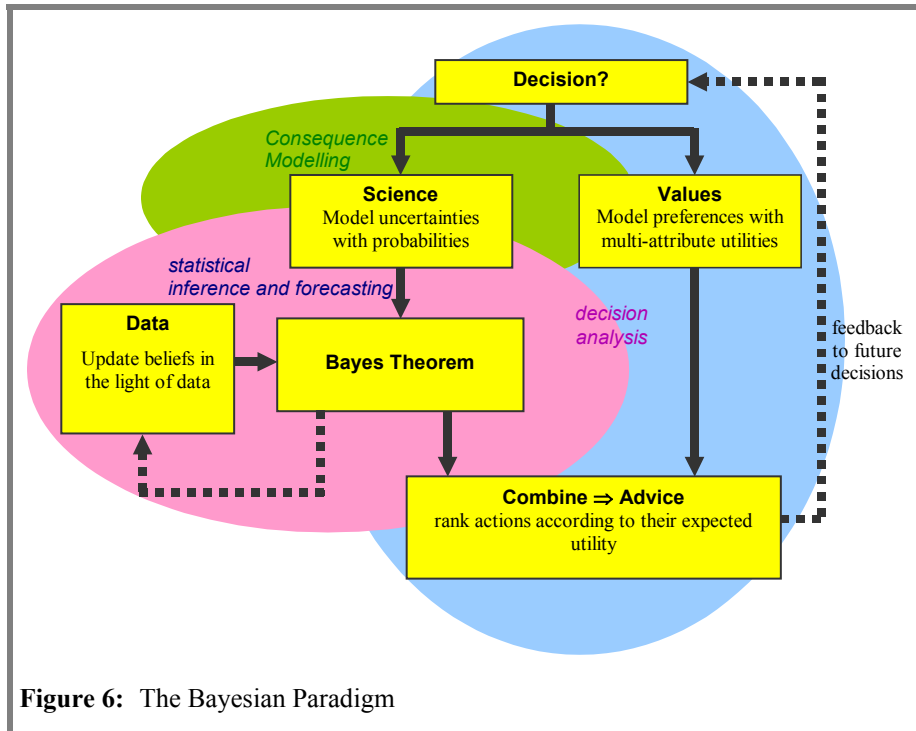 Decision?
Consequence
Modelling
Science
Model uncertainties
with probabilities
Values
Model preferences with
multi-attribute utilities
statistical
inference and forecasting
decision
analysis
feedback
to future
decisions
Data
Update beliefs in
the light of data
Bayes Theorem
Combine ⇒ Advice
rank actions according to their expected
utility
Figure 6: The Bayesian Paradigm